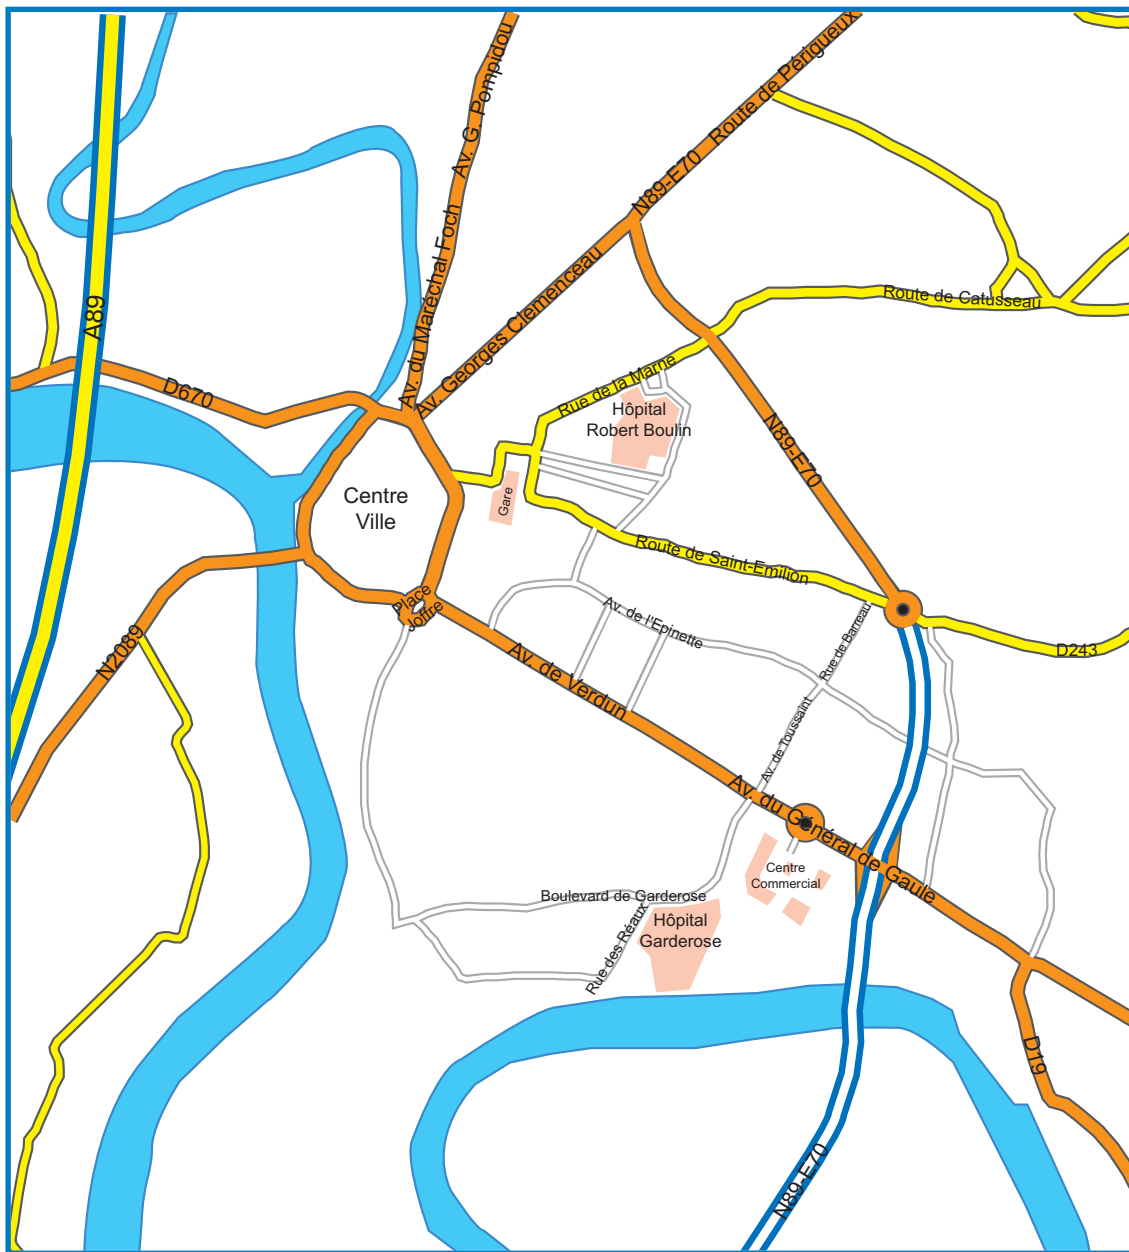 Av. G. Pompidou
Route de Périgueux
N89-E70
Av. du Maréchal Foch
Av. Georges Clemenceau
A89
Route de Catusseau
D670
Rue de la Marne
Hôpital
Robert Boulin
N89-E70
Centre
Ville
Gare
Route de Saint-Emilion
Place
Joffre
Av. de l'Epinette
Rue de Barreau
D243
N2089
Av. de Verdun
Av. de Toussaint
Av. du Général de Gaule
Centre
Commercial
Boulevard de Garderose
Hôpital
Garderose
Rue des Réaux
D19
N89-E70